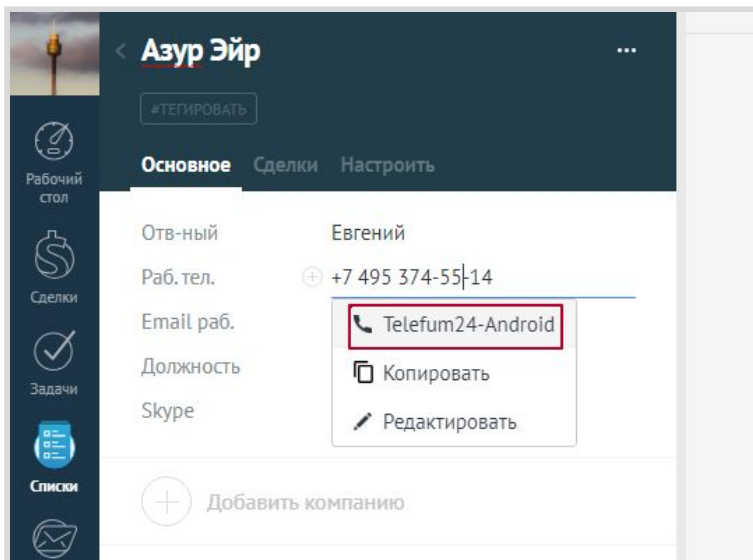 Азур Эйр
#ТЕГИРОВАТЬ
Основное Сделки Настроить
Рабочий
стол
Сделки
Задачи
Списки
Отв-ный Евгений
Раб. тел. +7 495 374-55-14
Email раб.
Должность
Skype
Telefum24-Android
Копировать
Редактировать
Добавить компанию